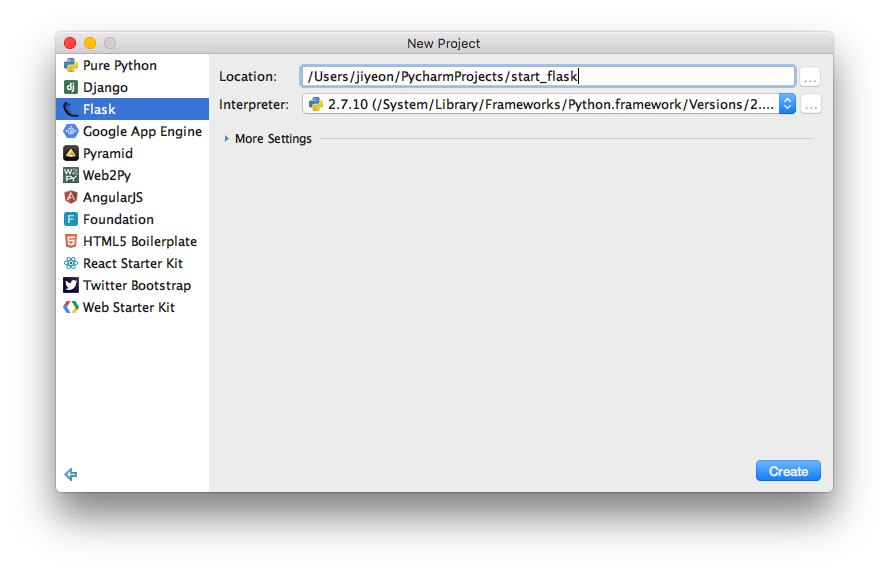 New Project
Pure Python
Django
Flask
Google App Engine
Pyramid
Web2Py
AngularJS
Foundation
HTML5 Boilerplate
React Starter Kit
Twitter Bootstrap
Web Starter Kit
Location: /Users/jiyeon/PycharmProjects/start_flask ...
Interpreter: 2.7.10 (/System/Library/Frameworks/Python.framework/Versions/2.... ...
More Settings
Create